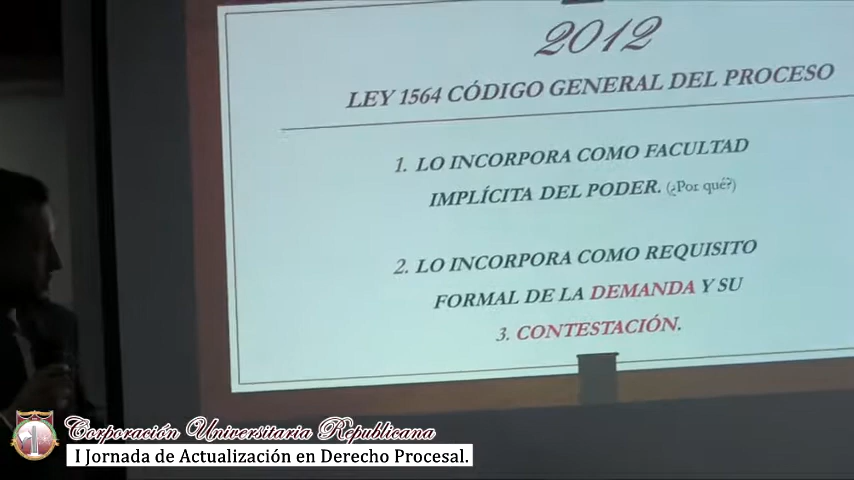 2012
LEY 1564 CÓDIGO GENERAL DEL PROCESO
1. LO INCORPORA COMO FACULTAD
IMPLÍCITA DEL PODER. (¿Por qué?)
2. LO INCORPORA COMO REQUISITO
FORMAL DE LA DEMANDA Y SU
3. CONTESTACIÓN.
Corporación Universitaria Republicana
I Jornada de Actualización en Derecho Procesal.